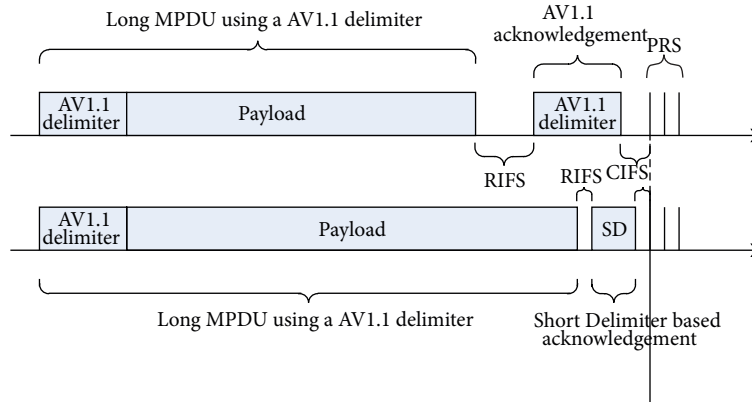 Long MPDU using a AV1.1 delimiter
AV1.1
acknowledgement
PRS
AV1.1
delimiter
Payload
AV1.1
delimiter
RIFS
RIFS
CIFS
AV1.1
delimiter
Payload
SD
Long MPDU using a AV1.1 delimiter
Short Delimiter based
acknowledgement